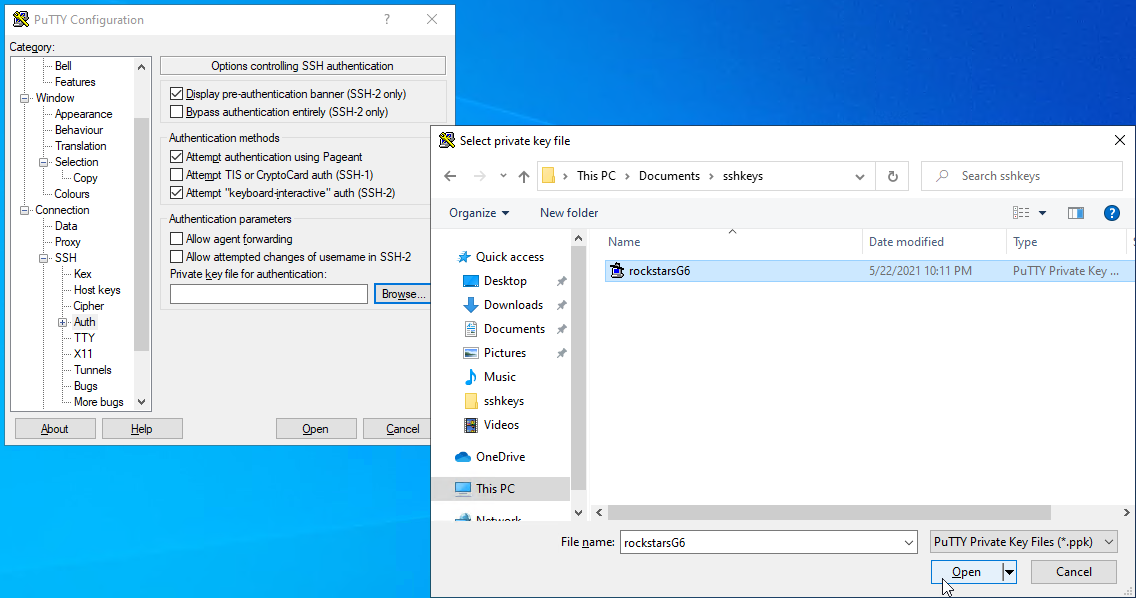 PuTTY Configuration
?
Category:
Bell
Features
Window
Appearance
Behaviour
Translation
Selection
Copy
Colours
Connection
Data
Proxy
SSH
Kex
Host keys
Cipher
Auth
TTY
X11
Tunnels
Bugs
More bugs
Options controlling SSH authentication
Display pre-authentication banner (SSH-2 only)
Bypass authentication entirely (SSH-2 only)
Authentication methods
Attempt authentication using Pageant
Attempt TIS or CryptoCard auth (SSH-1)
Attempt "keyboard-interactive" auth (SSH-2)
Authentication parameters
Allow agent forwarding
Allow attempted changes of username in SSH-2
Private key file for authentication:
Browse...
About
Help
Open
Cancel
Select private key file
This PC > Documents > sshkeys
Search sshkeys
Organize
New folder
?
Quick access
Desktop
Downloads
Documents
Pictures
Music
sshkeys
Videos
OneDrive
This PC
Network
Name
Date modified
Type
rockstarsG6
5/22/2021 10:11 PM
PuTTY Private Key ...
File name:
rockstarsG6
PuTTY Private Key Files (*.ppk)
Open
Cancel